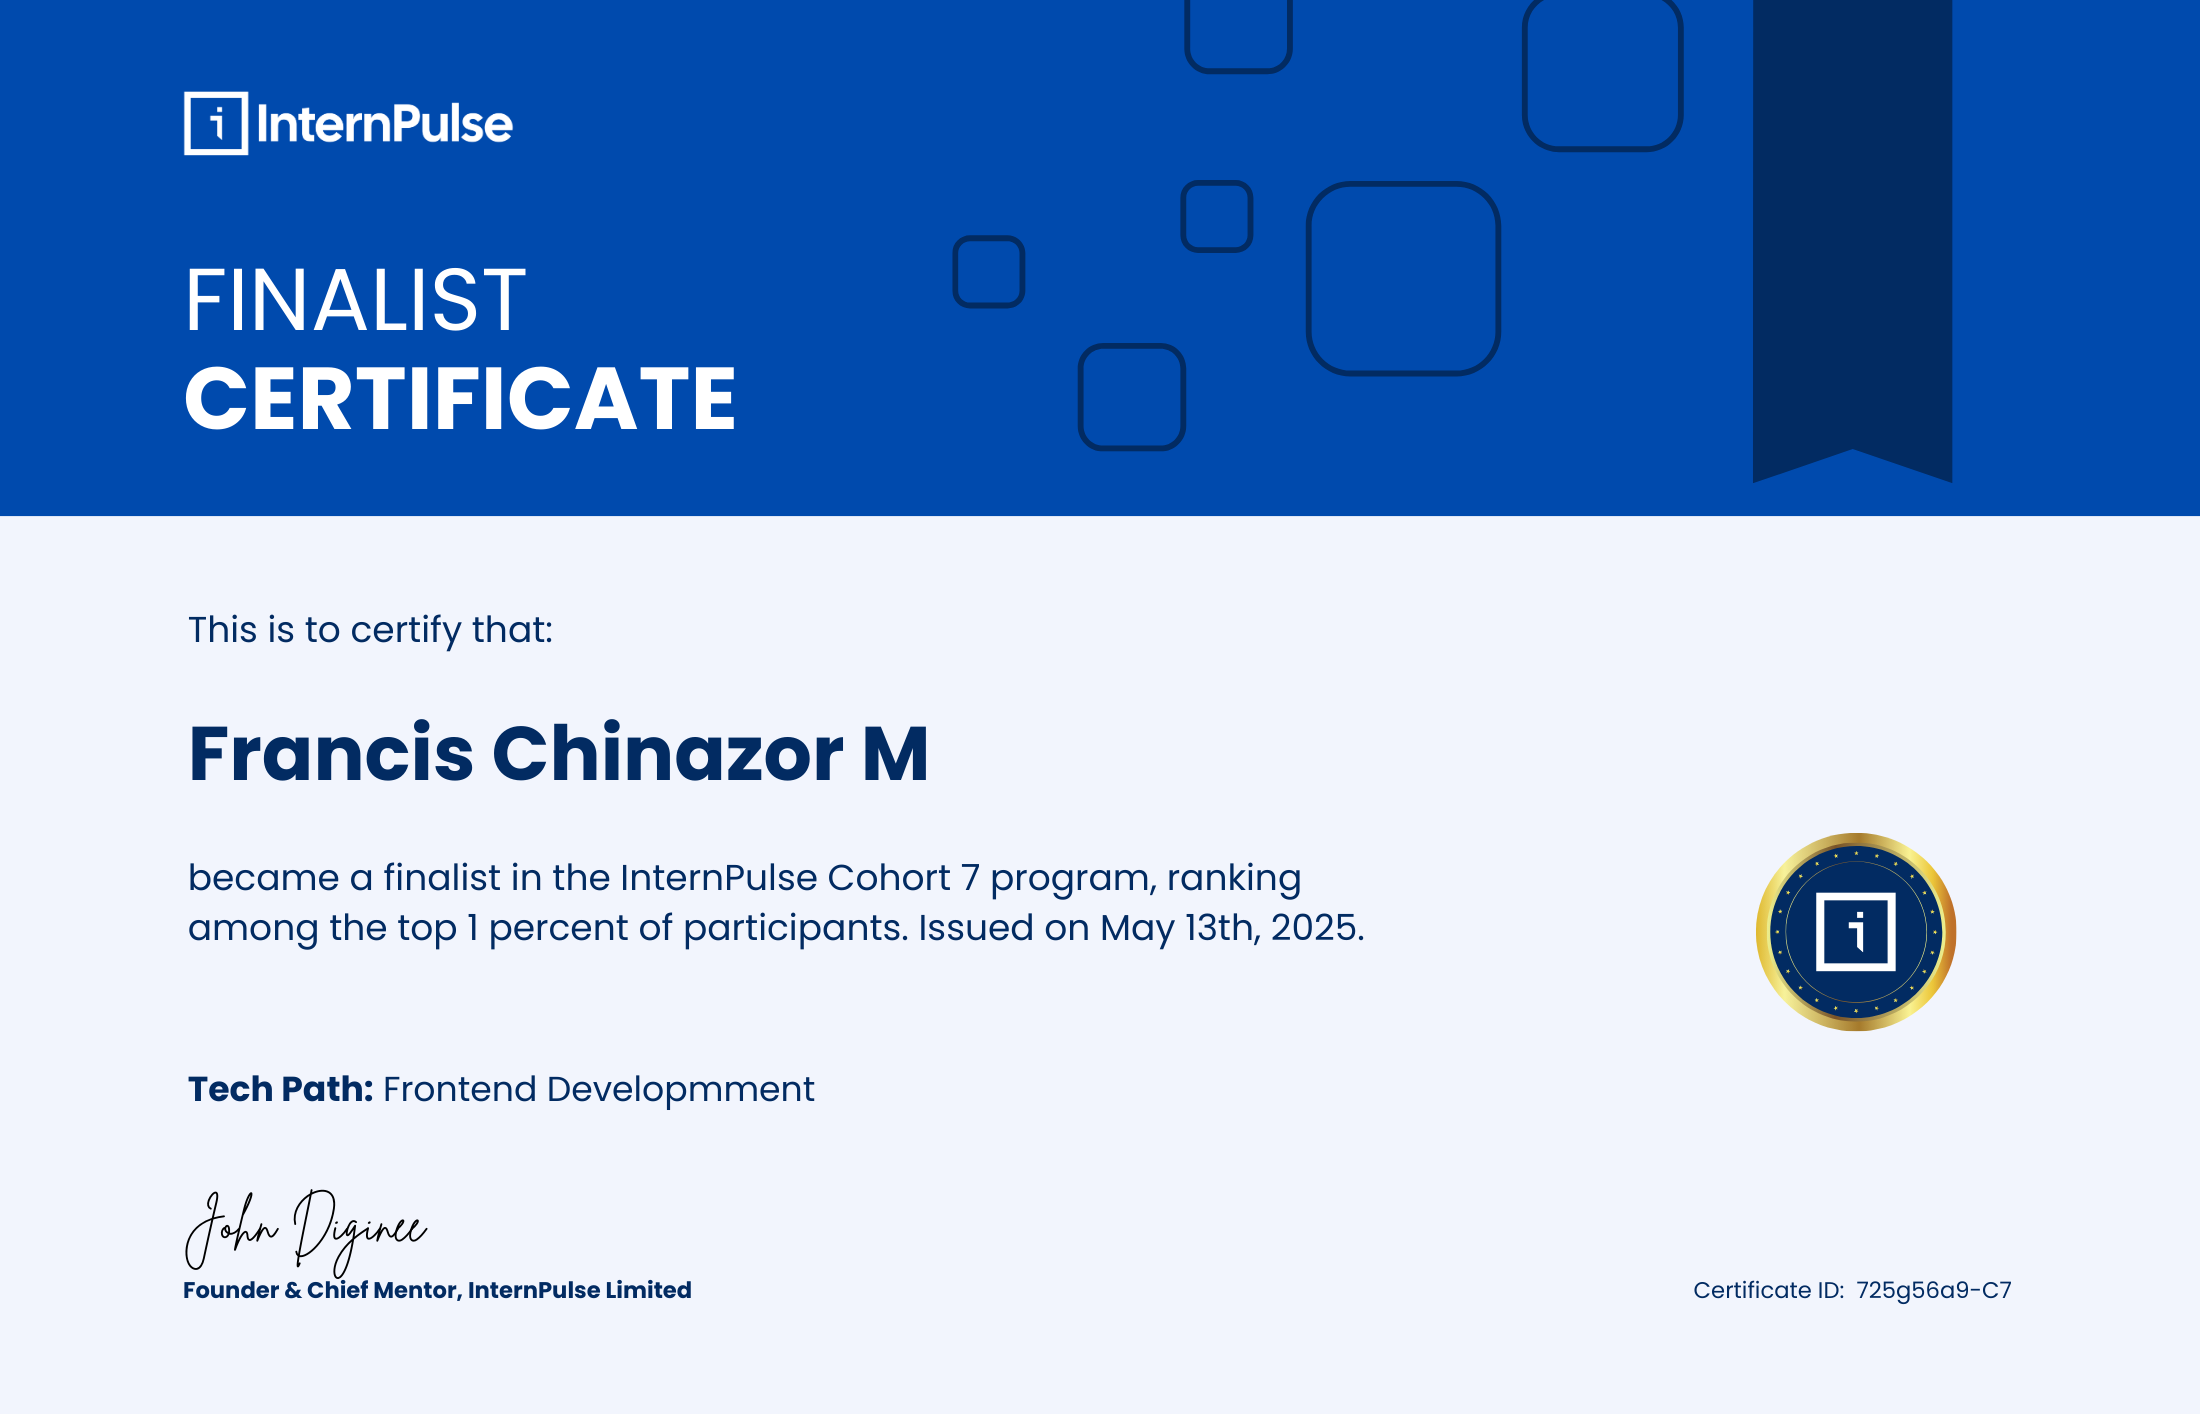 InternPulse
FINALIST
CERTIFICATE
This is to certify that:
Francis Chinazor M
became a finalist in the InternPulse Cohort 7 program, ranking
among the top 1 percent of participants. Issued on May 13th, 2025.
Tech Path: Frontend Developmment
John Diginee
Founder & Chief Mentor, InternPulse Limited
Certificate ID: 725g56a9-C7